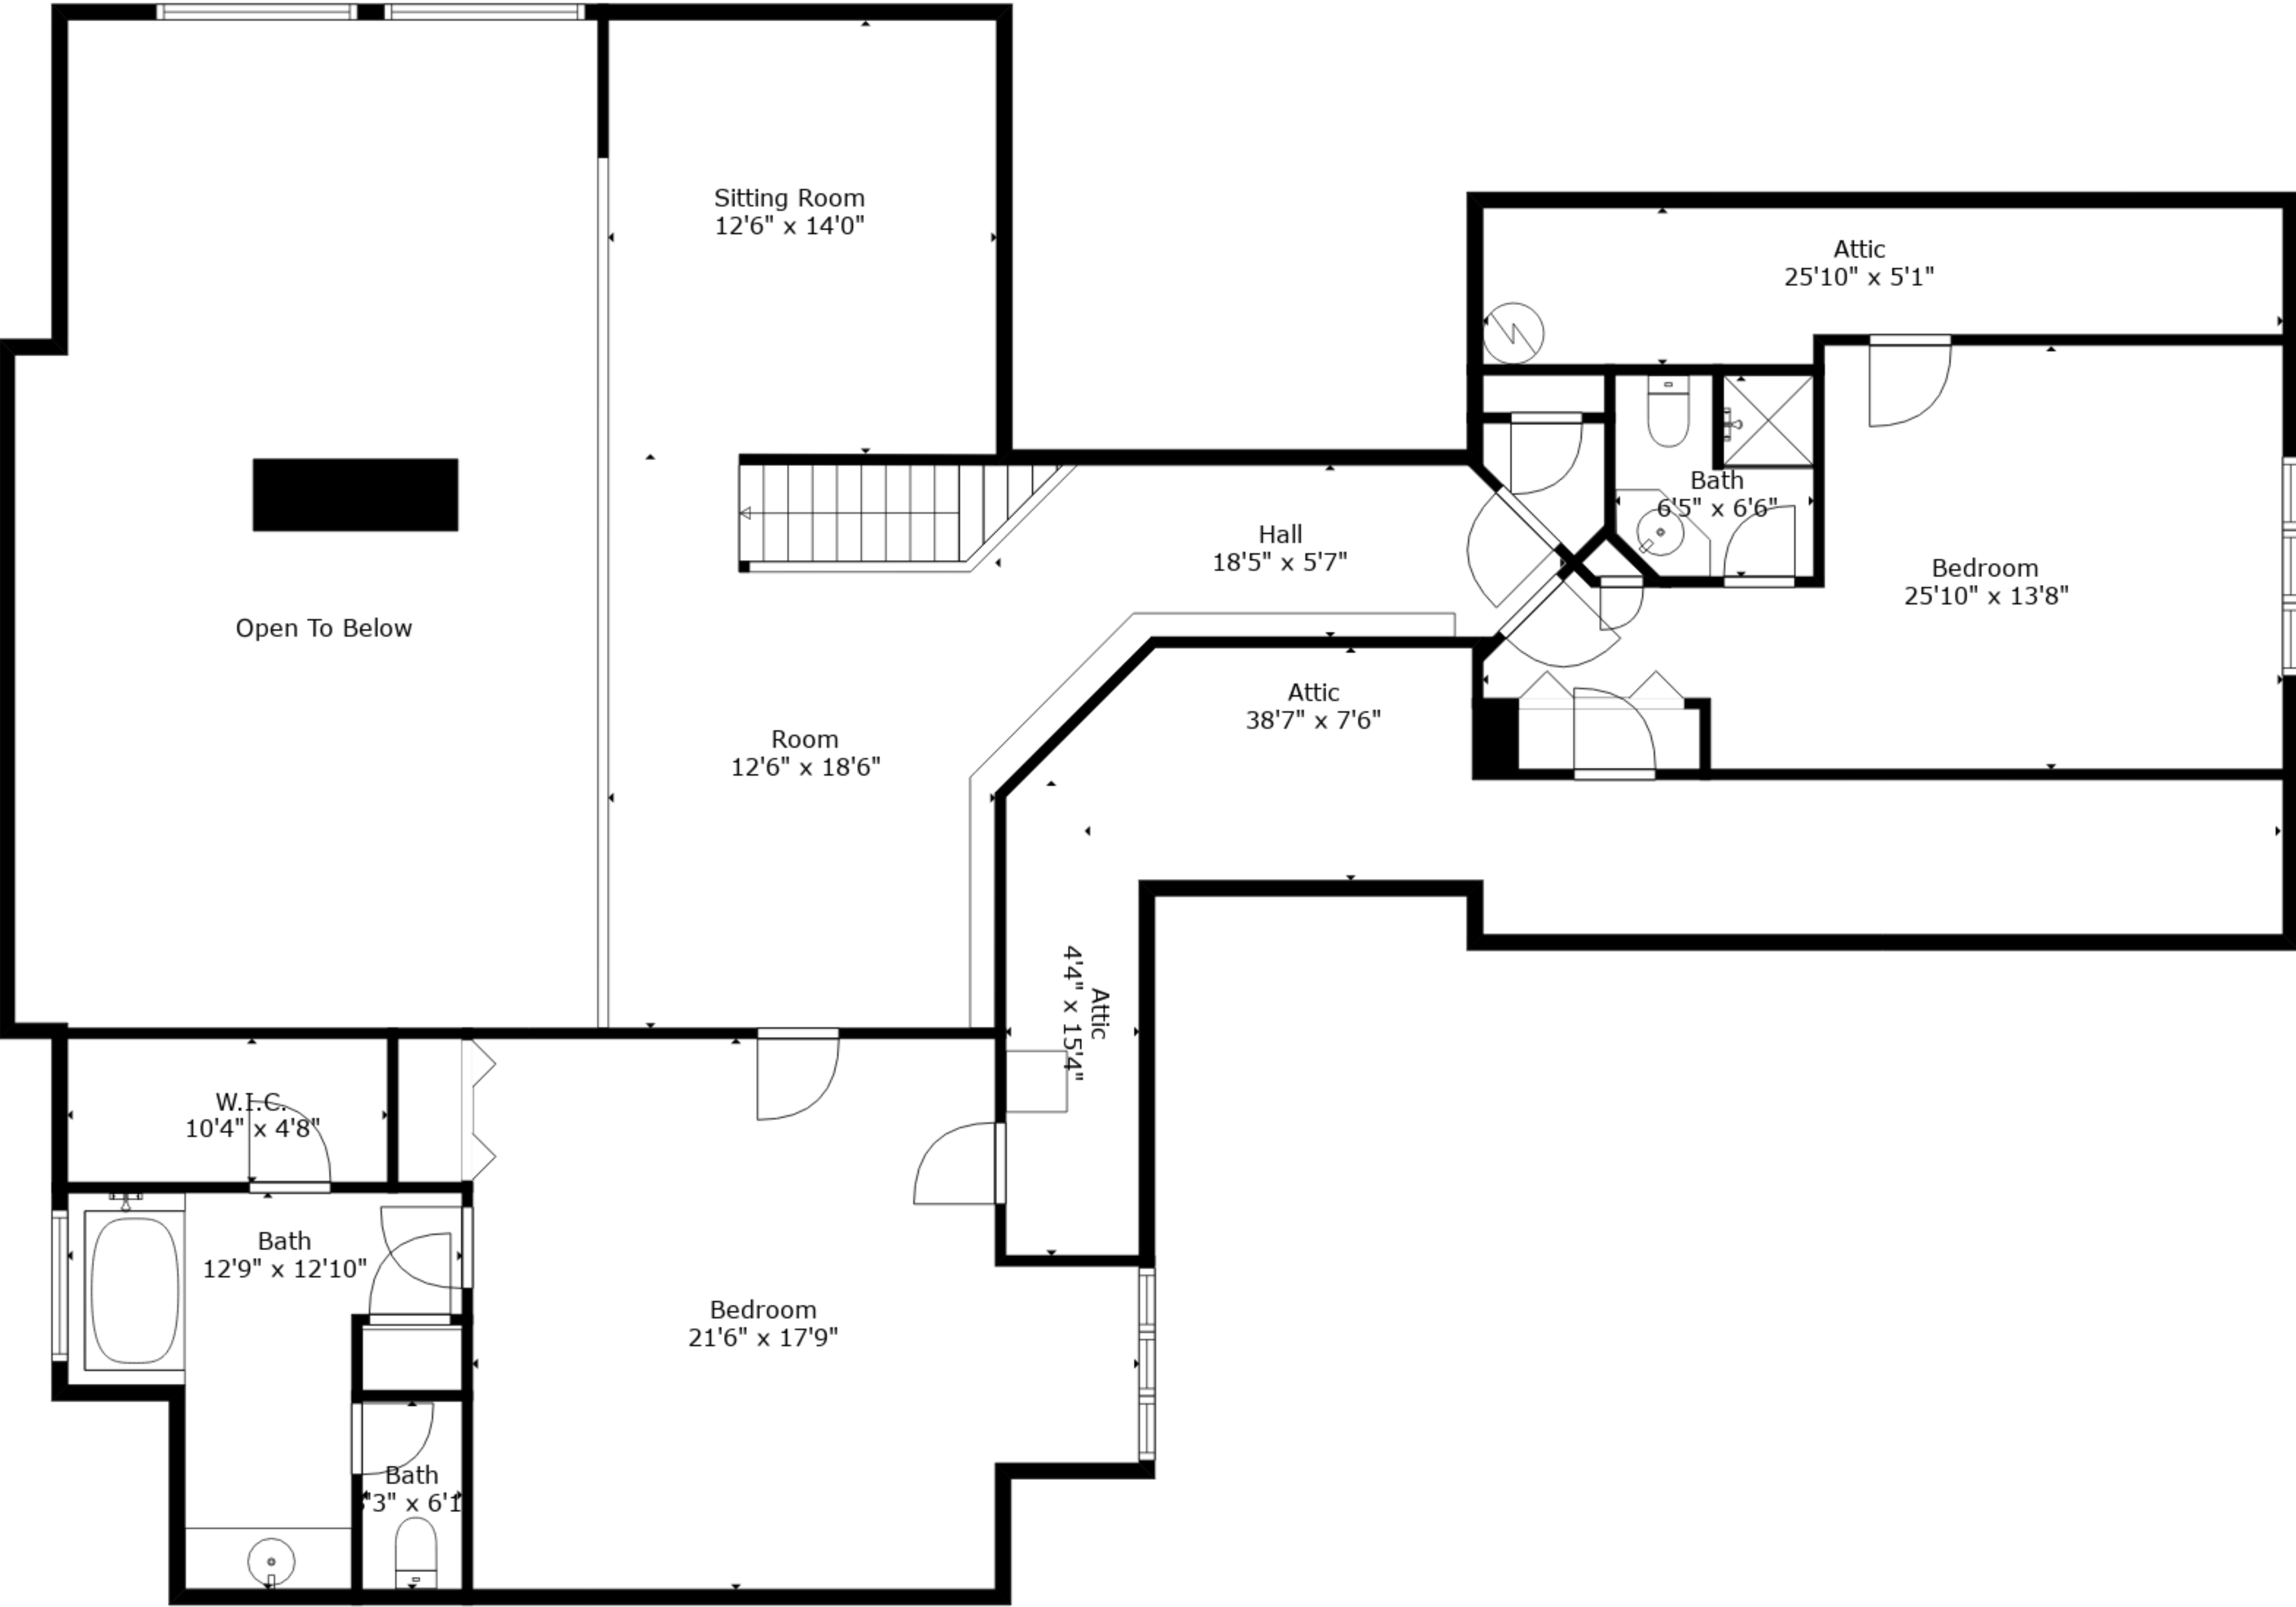 Sitting Room
12'6" x 14'0"
Attic
25'10" x 5'1"
Bath
6'5" x 6'6"
Hall
18'5" x 5'7"
Bedroom
25'10" x 13'8"
Open To Below
Attic
38'7" x 7'6"
Room
12'6" x 18'6"
Attic
4'4" x 15'4"
W.I.C.
10'4" x 4'8"
Bath
12'9" x 12'10"
Bedroom
21'6" x 17'9"
Bath
'3" x 6'1